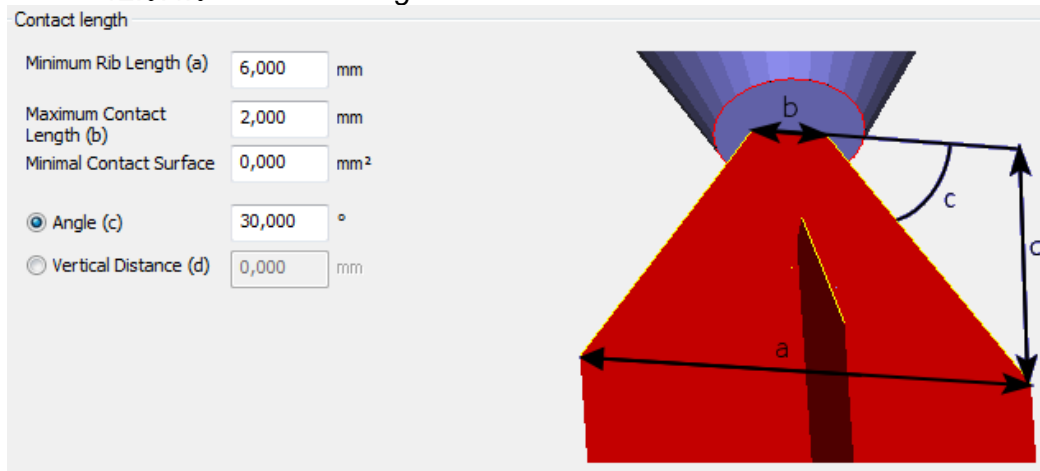 Contact length
Minimum Rib Length (a) 6,000 mm
Maximum Contact
Length (b) 2,000 mm
Minimal Contact Surface 0,000 mm²
Angle (c) 30,000 °
Vertical Distance (d) 0,000 mm
b
c
a